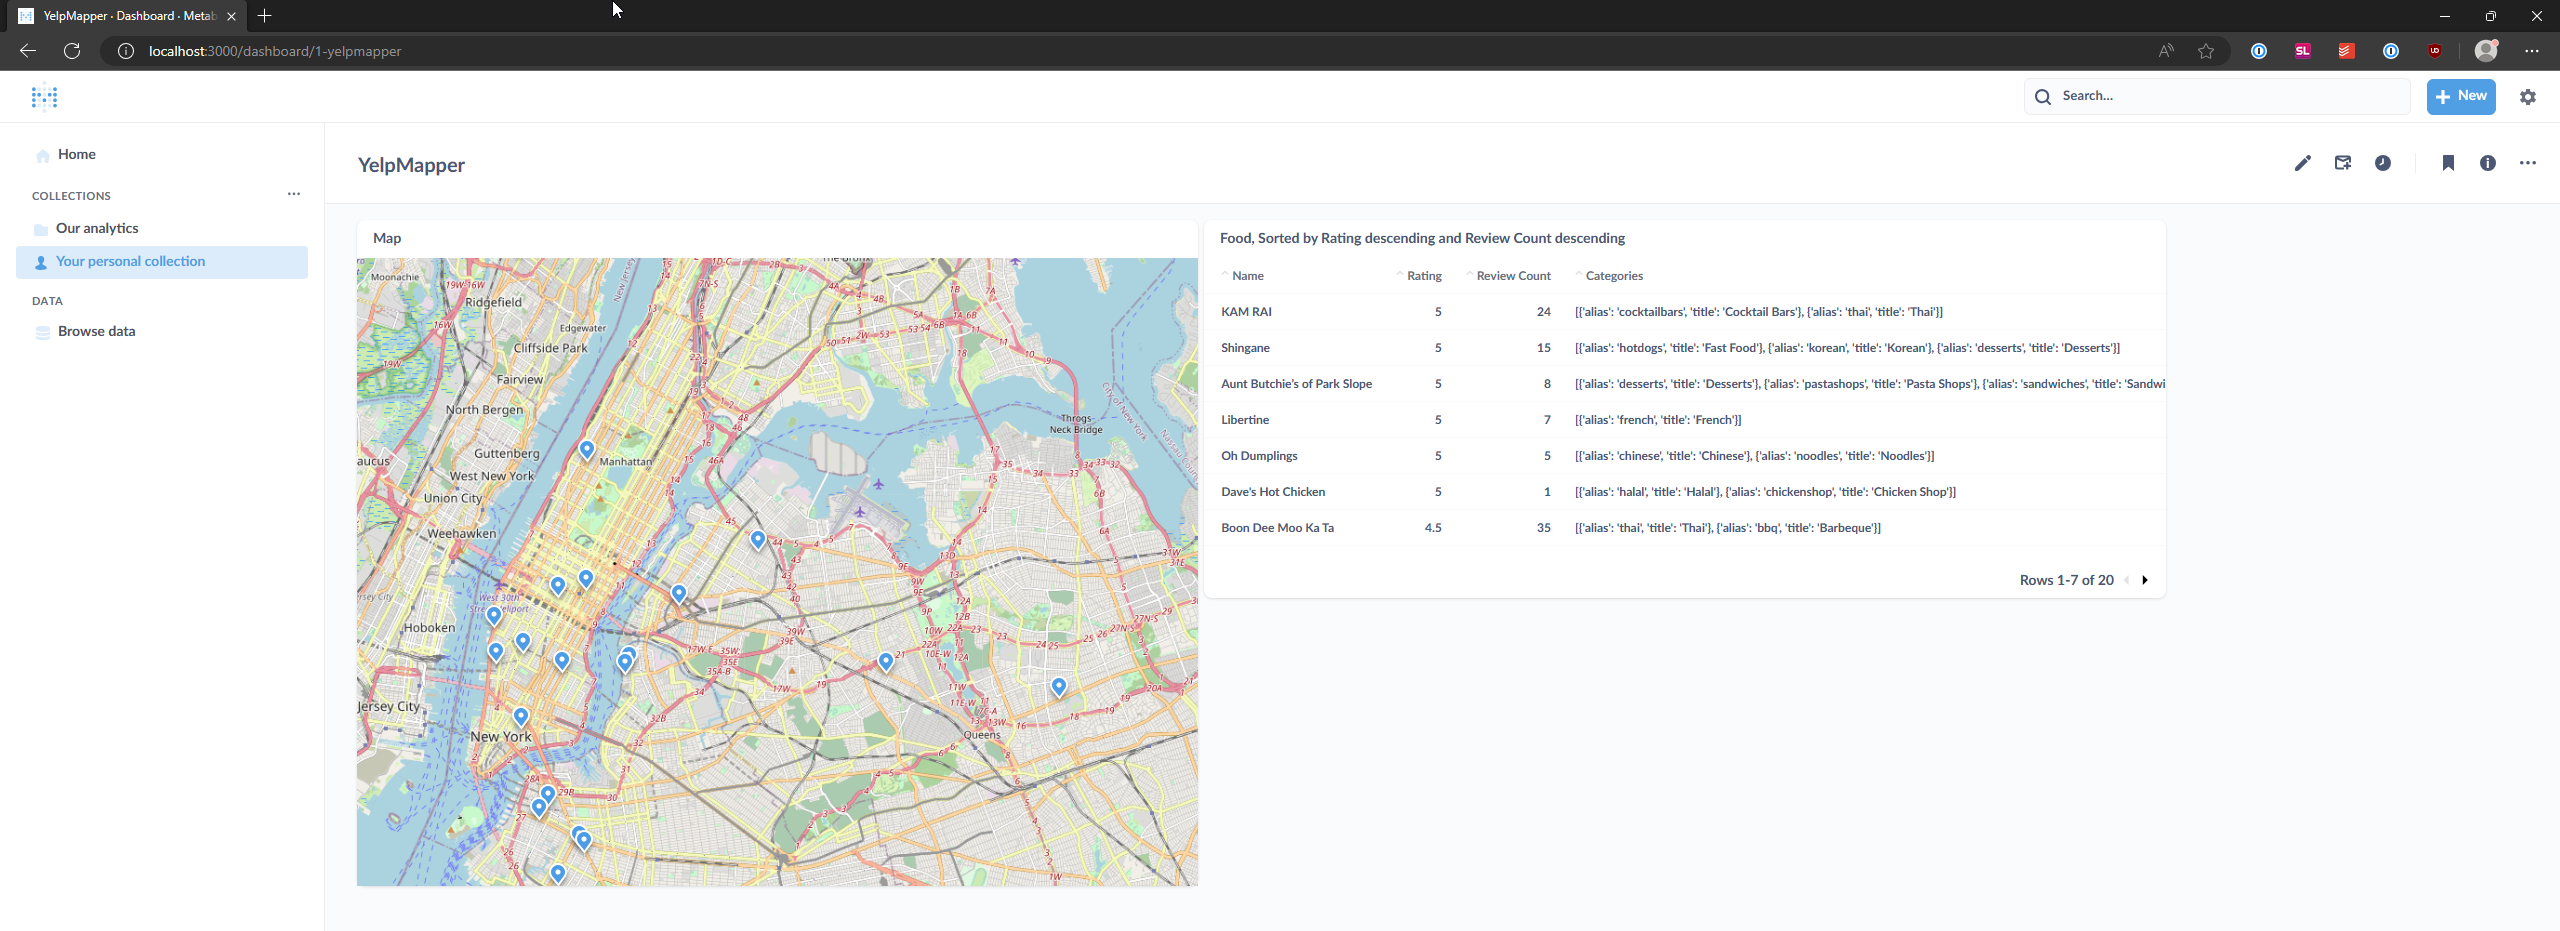 YelpMapper · Dashboard · Metab
localhost:3000/dashboard/1-yelpmapper
SL
Search...
New
Home
COLLECTIONS
Our analytics
Your personal collection
DATA
Browse data
YelpMapper
Map
Moonachie
Ridgefield
Edgewater
Cliffside Park
Fairview
North Bergen
Guttenberg
Manhattan
West New York
Union City
Weehawken
Throgs
Neck Bridge
Hoboken
Jersey City
New York
Queens
Food, Sorted by Rating descending and Review Count descending
Name Rating Review Count Categories
KAM RAI 5 24 [{'alias': 'cocktailbars', 'title': 'Cocktail Bars'}, {'alias': 'thai', 'title': 'Thai'}]
Shingane 5 15 [{'alias': 'hotdogs', 'title': 'Fast Food'}, {'alias': 'korean', 'title': 'Korean'}, {'alias': 'desserts', 'title': 'Desserts'}]
Aunt Butchie's of Park Slope 5 8 [{'alias': 'desserts', 'title': 'Desserts'}, {'alias': 'pastashops', 'title': 'Pasta Shops'}, {'alias': 'sandwiches', 'title': 'Sandwi
Libertine 5 7 [{'alias': 'french', 'title': 'French'}]
Oh Dumplings 5 5 [{'alias': 'chinese', 'title': 'Chinese'}, {'alias': 'noodles', 'title': 'Noodles'}]
Dave's Hot Chicken 5 1 [{'alias': 'halal', 'title': 'Halal'}, {'alias': 'chickenshop', 'title': 'Chicken Shop'}]
Boon Dee Moo Ka Ta 4.5 35 [{'alias': 'thai', 'title': 'Thai'}, {'alias': 'bbq', 'title': 'Barbeque'}]
Rows 1-7 of 20